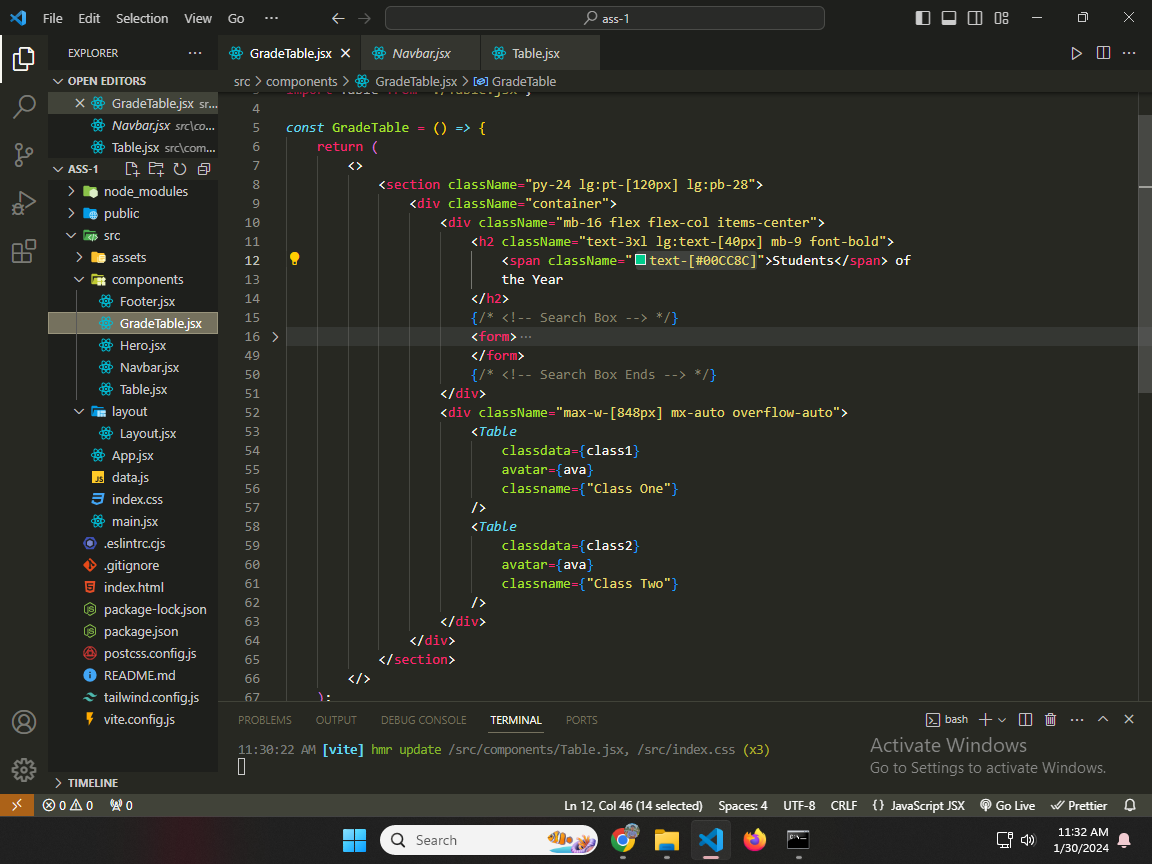 File Edit Selection View Go ··· ass-1
EXPLORER ···
GradeTable.jsx Navbar.jsx Table.jsx
OPEN EDITORS
GradeTable.jsx sr...
Navbar.jsx src\co...
Table.jsx src\com...
ASS-1
node_modules
public
src
assets
components
Footer.jsx
GradeTable.jsx
Hero.jsx
Navbar.jsx
Table.jsx
layout
Layout.jsx
App.jsx
data.js
index.css
main.jsx
.eslintrc.cjs
.gitignore
index.html
package-lock.json
package.json
postcss.config.js
README.md
tailwind.config.js
vite.config.js
TIMELINE
src > components > GradeTable.jsx > GradeTable
3 import Table from "./Table.jsx";
4
5 const GradeTable = () => {
6 return (
7 <>
8 <section className="py-24 lg:pt-[120px] lg:pb-28">
9 <div className="container">
10 <div className="mb-16 flex flex-col items-center">
11 <h2 className="text-3xl lg:text-[40px] mb-9 font-bold">
12 <span className="text-[#00CC8C]">Students</span> of
13 the Year
14 </h2>
15 {/* <!-- Search Box --> */}
16 <form>···
49 </form>
50 {/* <!-- Search Box Ends --> */}
51 </div>
52 <div className="max-w-[848px] mx-auto overflow-auto">
53 <Table
54 classdata={class1}
55 avatar={ava}
56 classname={"Class One"}
57 />
58 <Table
59 classdata={class2}
60 avatar={ava}
61 classname={"Class Two"}
62 />
63 </div>
64 </div>
65 </section>
66 </>
67 );
PROBLEMS OUTPUT DEBUG CONSOLE TERMINAL PORTS bash
11:30:22 AM [vite] hmr update /src/components/Table.jsx, /src/index.css (x3)
Activate Windows
Go to Settings to activate Windows.
0 0 0 Ln 12, Col 46 (14 selected) Spaces: 4 UTF-8 CRLF {} JavaScript JSX Go Live Prettier
Search
11:32 AM
1/30/2024